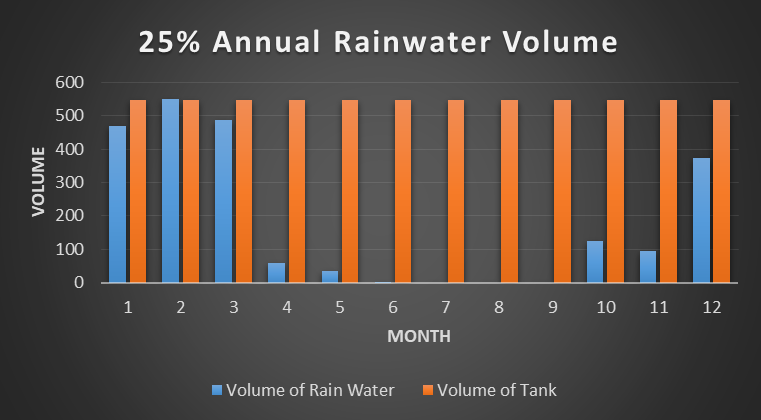 25% Annual Rainwater Volume
600
500
400
300
200
100
0
VOLUME
1 2 3 4 5 6 7 8 9 10 11 12
MONTH
Volume of Rain Water Volume of Tank